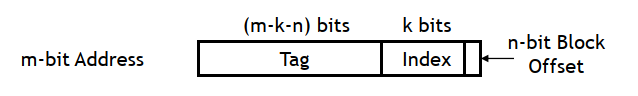 (m-k-n) bits
k bits
m-bit Address
Tag
Index
n-bit Block
Offset